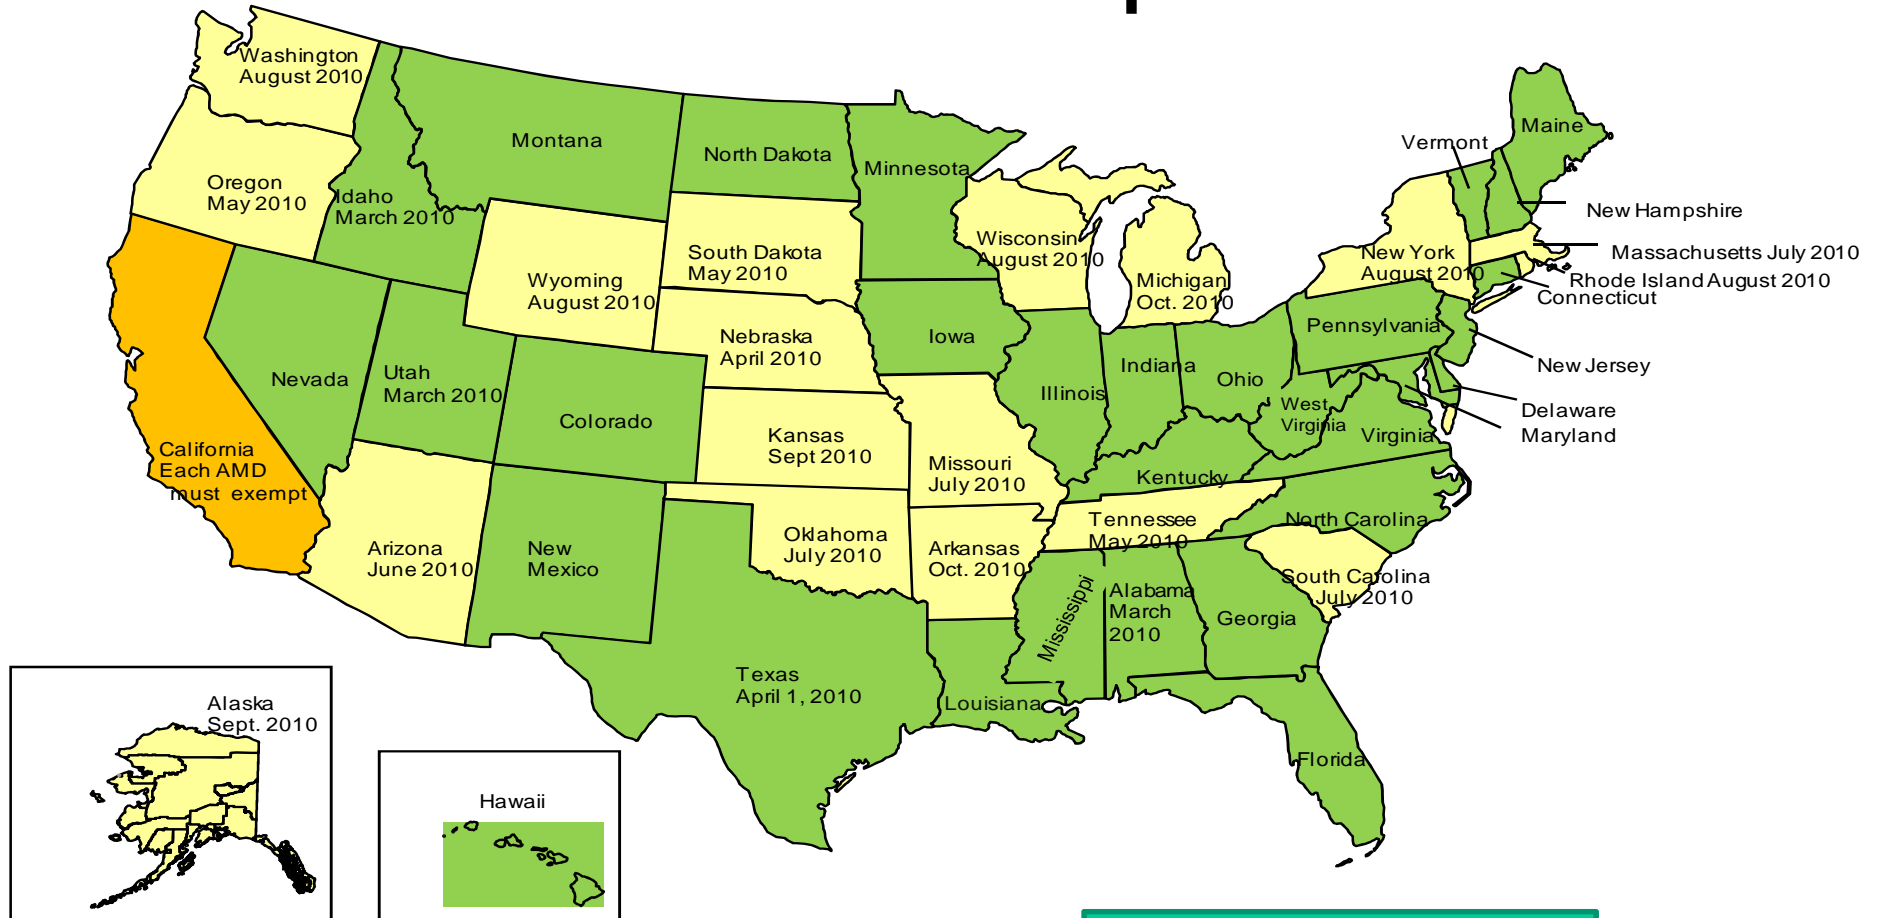 Washington
August 2010
Oregon
May 2010
Idaho
March 2010
Montana
North Dakota
Minnesota
South Dakota
May 2010
Wyoming
August 2010
Wisconsin
August 2010
Michigan
Oct. 2010
New York
August 2010
Vermont
Maine
New Hampshire
Massachusetts July 2010
Rhode Island August 2010
Connecticut
New Jersey
Delaware
Maryland
Pennsylvania
Nebraska
April 2010
Iowa
Illinois
Indiana
Ohio
West
Virginia
Virginia
Nevada
Utah
March 2010
Colorado
California
Each AMD
must exempt
Kansas
Sept 2010
Missouri
July 2010
Kentucky
North Carolina
Tennessee
May 2010
Arizona
June 2010
New
Mexico
Oklahoma
July 2010
Arkansas
Oct. 2010
South Carolina
July 2010
Mississippi
Alabama
March
2010
Georgia
Texas
April 1, 2010
Louisiana
Florida
Alaska
Sept. 2010
Hawaii